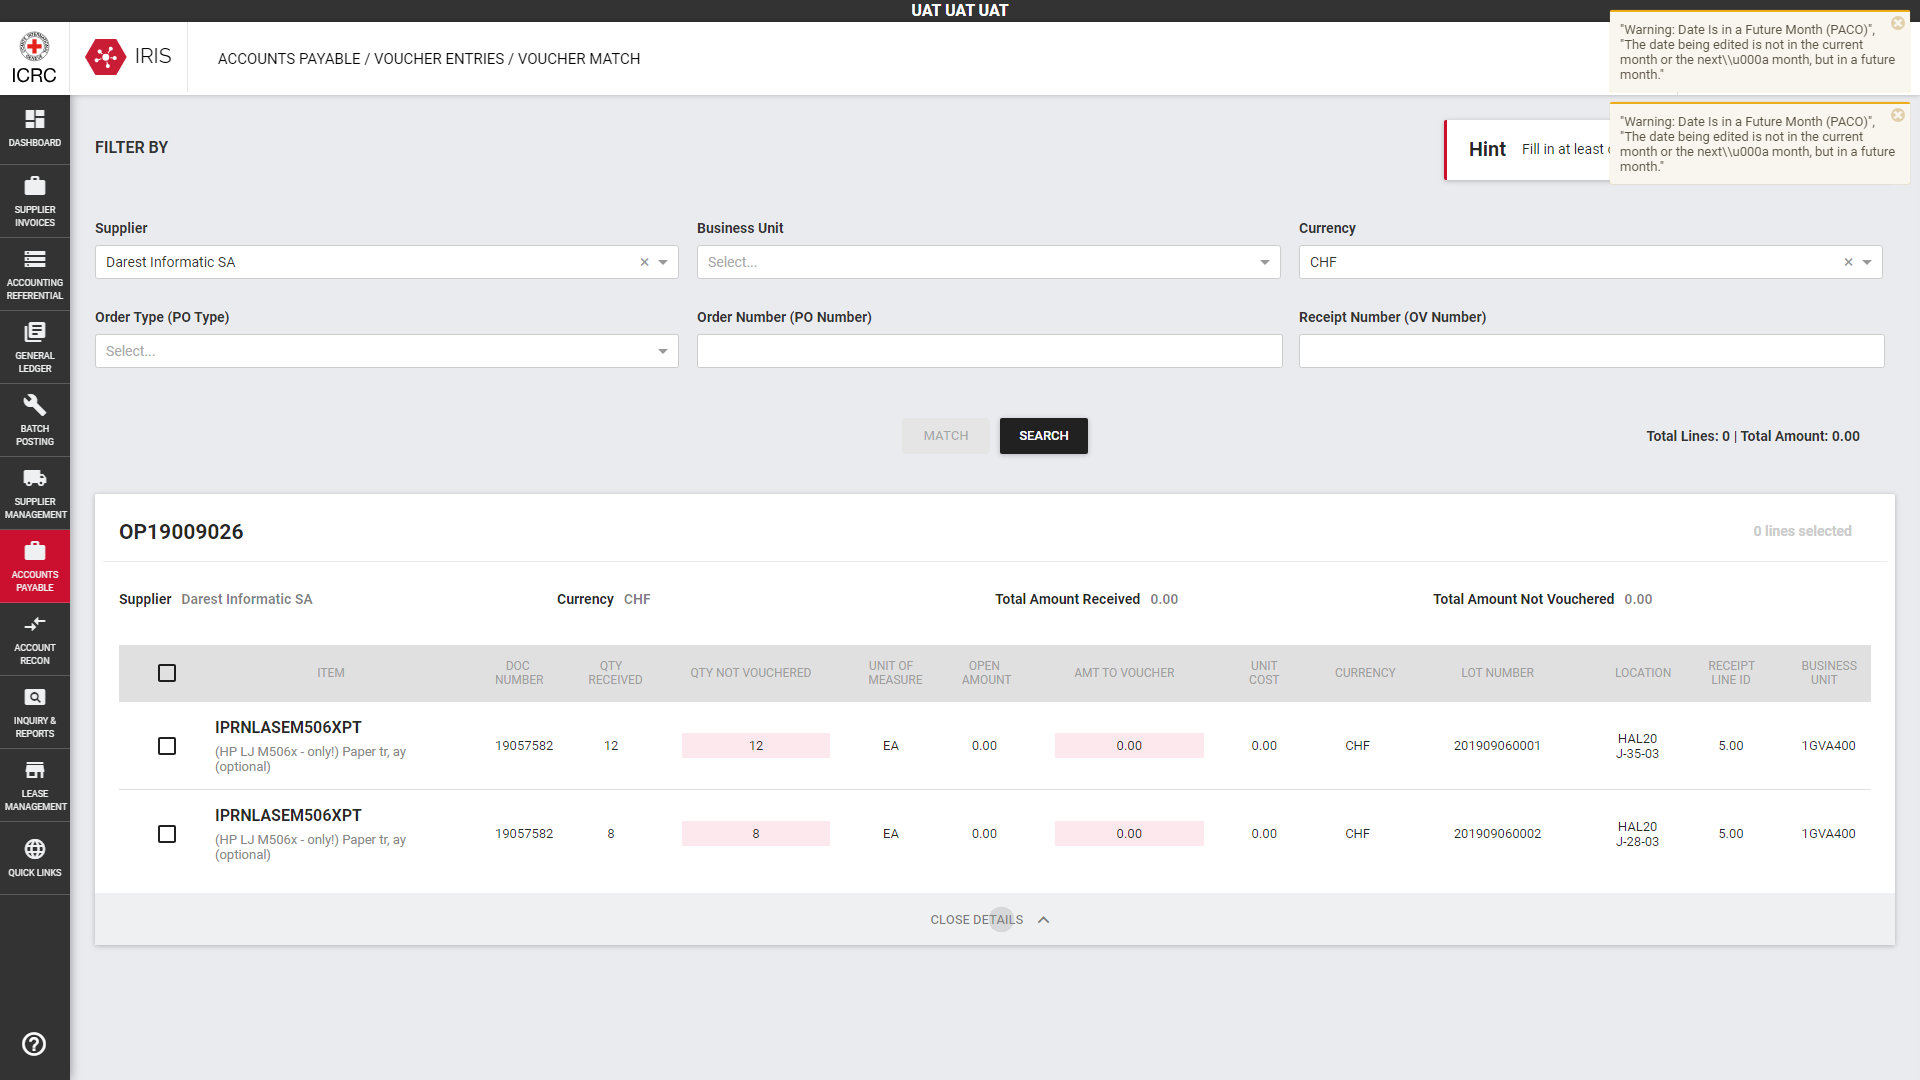 UAT UAT UAT
ICRC
IRIS
ACCOUNTS PAYABLE / VOUCHER ENTRIES / VOUCHER MATCH
"Warning: Date Is in a Future Month (PACO)",
"The date being edited is not in the current
month or the next\\u000a month, but in a future
month."
"Warning: Date Is in a Future Month (PACO)",
"The date being edited is not in the current
month or the next\\u000a month, but in a future
month."
DASHBOARD
SUPPLIER
INVOICES
ACCOUNTING
REFERENTIAL
GENERAL
LEDGER
BATCH
POSTING
SUPPLIER
MANAGEMENT
ACCOUNTS
PAYABLE
ACCOUNT
RECON
INQUIRY &
REPORTS
LEASE
MANAGEMENT
QUICK LINKS
FILTER BY
Hint Fill in at least
Supplier Business Unit Currency
Darest Informatic SA Select... CHF
Order Type (PO Type) Order Number (PO Number) Receipt Number (OV Number)
Select...
MATCH SEARCH Total Lines: 0 | Total Amount: 0.00
OP19009026 0 lines selected
Supplier Darest Informatic SA Currency CHF Total Amount Received 0.00 Total Amount Not Vouchered 0.00
ITEM DOC NUMBER QTY RECEIVED QTY NOT VOUCHERED UNIT OF MEASURE OPEN AMOUNT AMT TO VOUCHER UNIT COST CURRENCY LOT NUMBER LOCATION RECEIPT LINE ID BUSINESS UNIT
IPRNLASEM506XPT
(HP LJ M506x - only!) Paper tr, ay
(optional)
19057582 12 12 EA 0.00 0.00 0.00 CHF 201909060001 HAL20 J-35-03 5.00 1GVA400
IPRNLASEM506XPT
(HP LJ M506x - only!) Paper tr, ay
(optional)
19057582 8 8 EA 0.00 0.00 0.00 CHF 201909060002 HAL20 J-28-03 5.00 1GVA400
CLOSE DETAILS